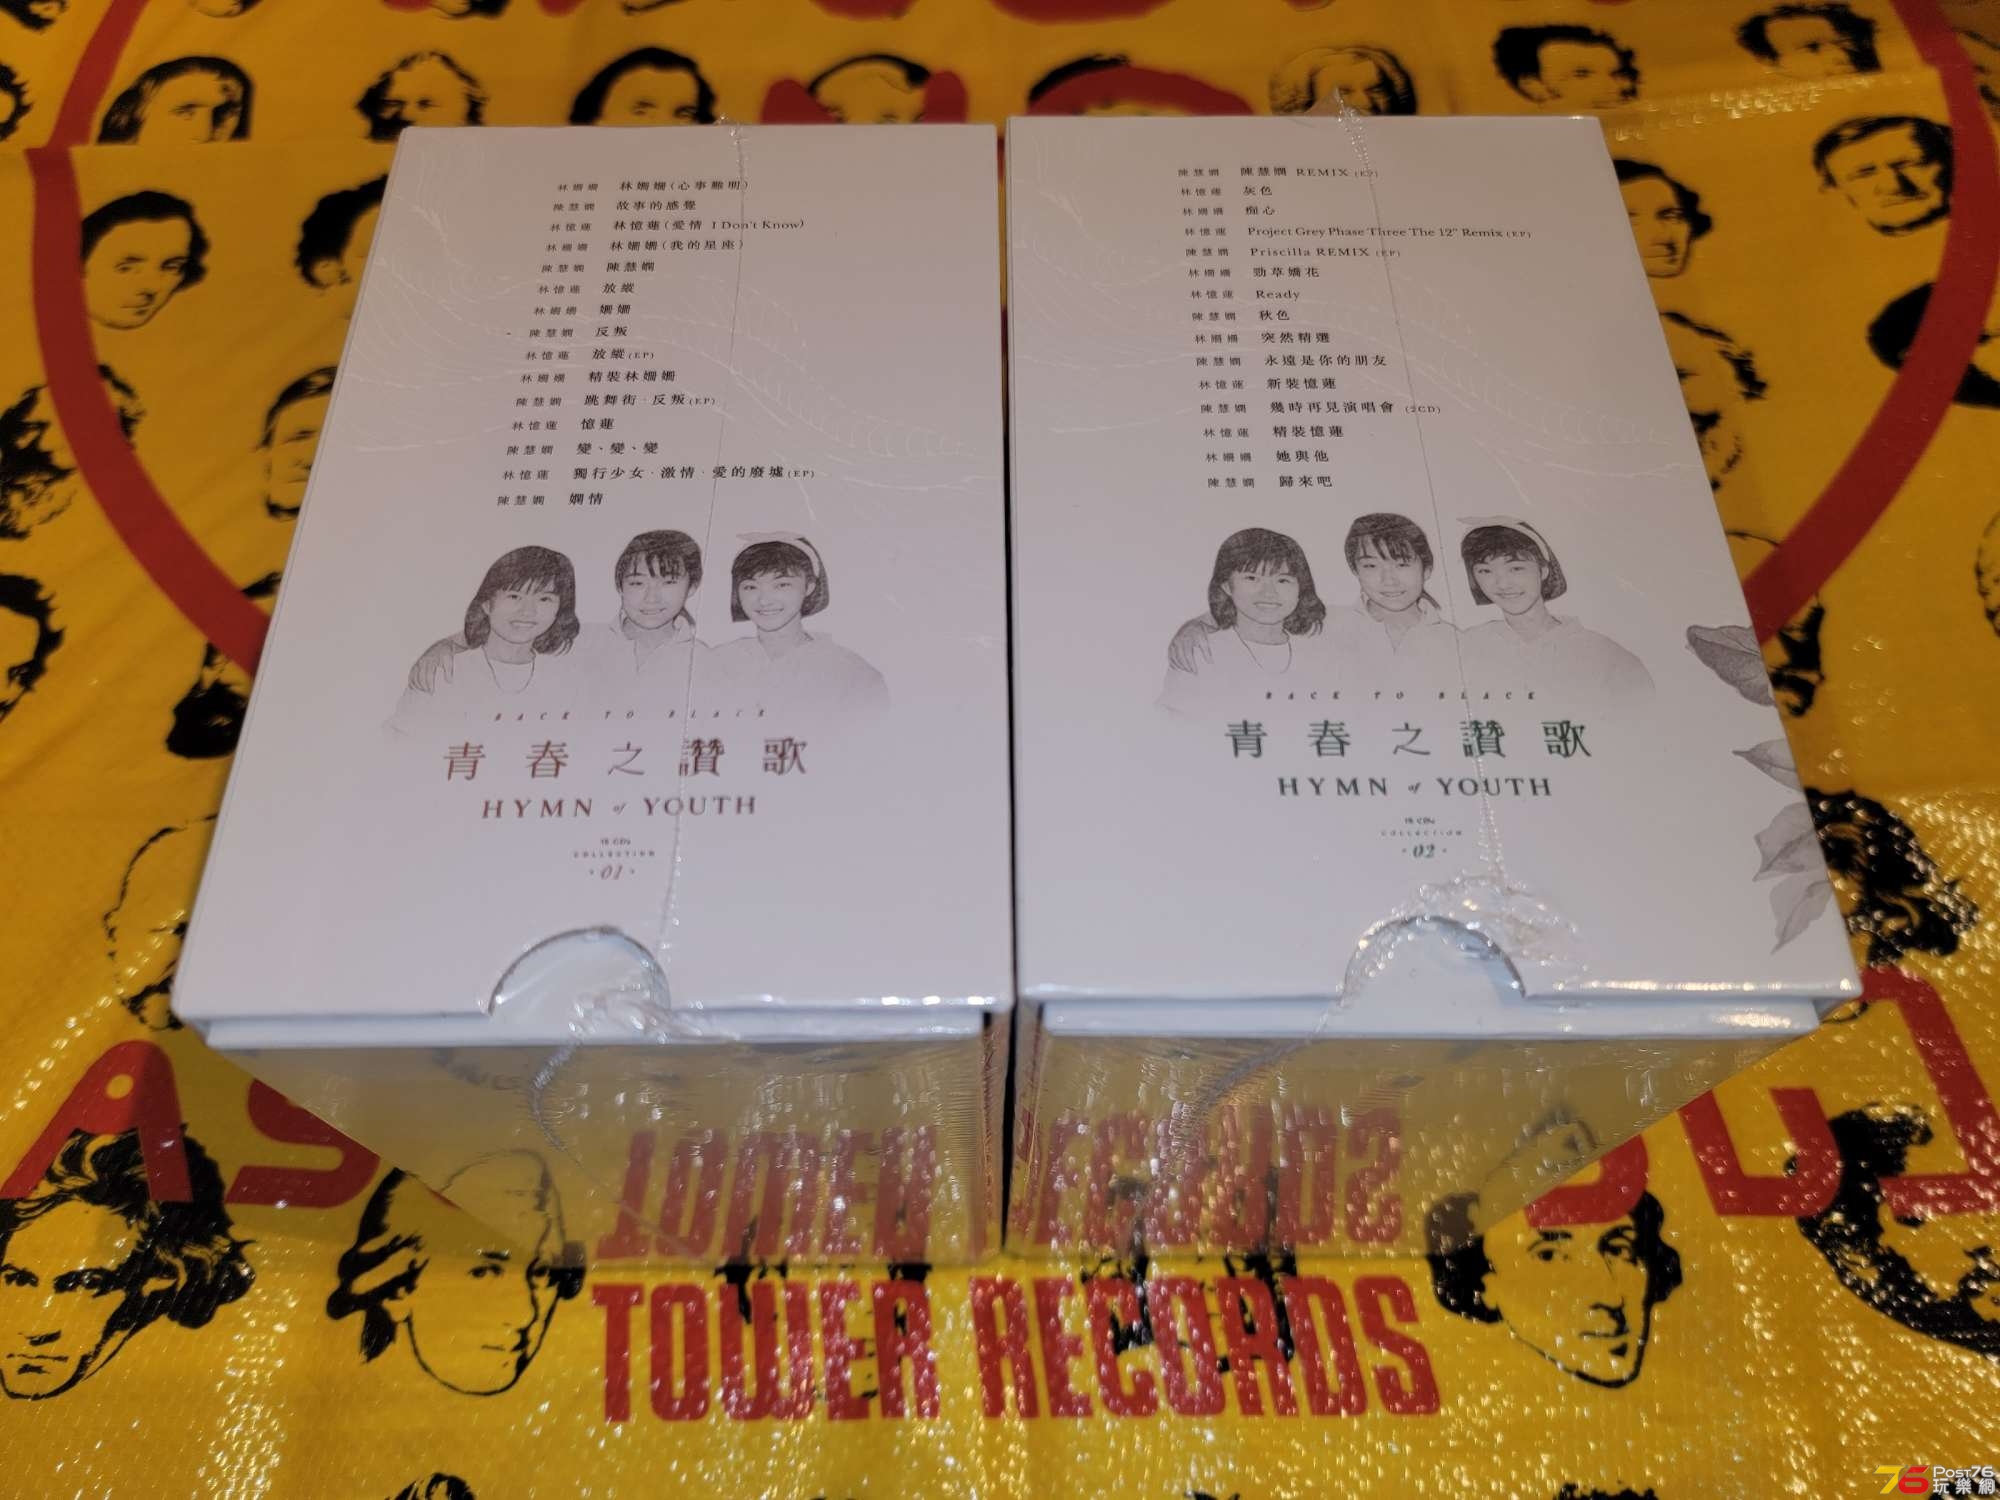 林姍姍 林姍姍(心事難明)
陳慧嫻 故事的感覺
林憶蓮 林憶蓮(愛情 I Don't Know)
林姍姍 林姍姍(我的星座)
陳慧嫻 陳慧嫻
林憶蓮 放縱
林姍姍 姍姍
陳慧嫻 反叛
林憶蓮 放縱(EP)
林姍姍 精裝林姍姍
陳慧嫻 跳舞街·反叛(EP)
林憶蓮 憶蓮
陳慧嫻 變、變、變
林憶蓮 獨行少女·激情·愛的廢墟(EP)
陳慧嫻 嫻情
BACK TO BLACK
青春之讚歌
HYMN of YOUTH
15 CDs
COLLECTION
·01·
陳慧嫻 陳慧嫻 REMIX (EP)
林憶蓮 灰色
林姍姍 痴心
林憶蓮 Project Grey Phase Three The 12" Remix (EP)
陳慧嫻 Priscilla REMIX (EP)
林姍姍 勁草嬌花
林憶蓮 Ready
陳慧嫻 秋色
林姍姍 突然精選
陳慧嫻 永遠是你的朋友
林憶蓮 新裝憶蓮
陳慧嫻 幾時再見演唱會 (2CD)
林憶蓮 精裝憶蓮
林姍姍 她與他
陳慧嫻 歸來吧
BACK TO BLACK
青春之讚歌
HYMN of YOUTH
CDs
COLLECTION
·02·
TOWER RECORDS
76 Post76
玩樂網